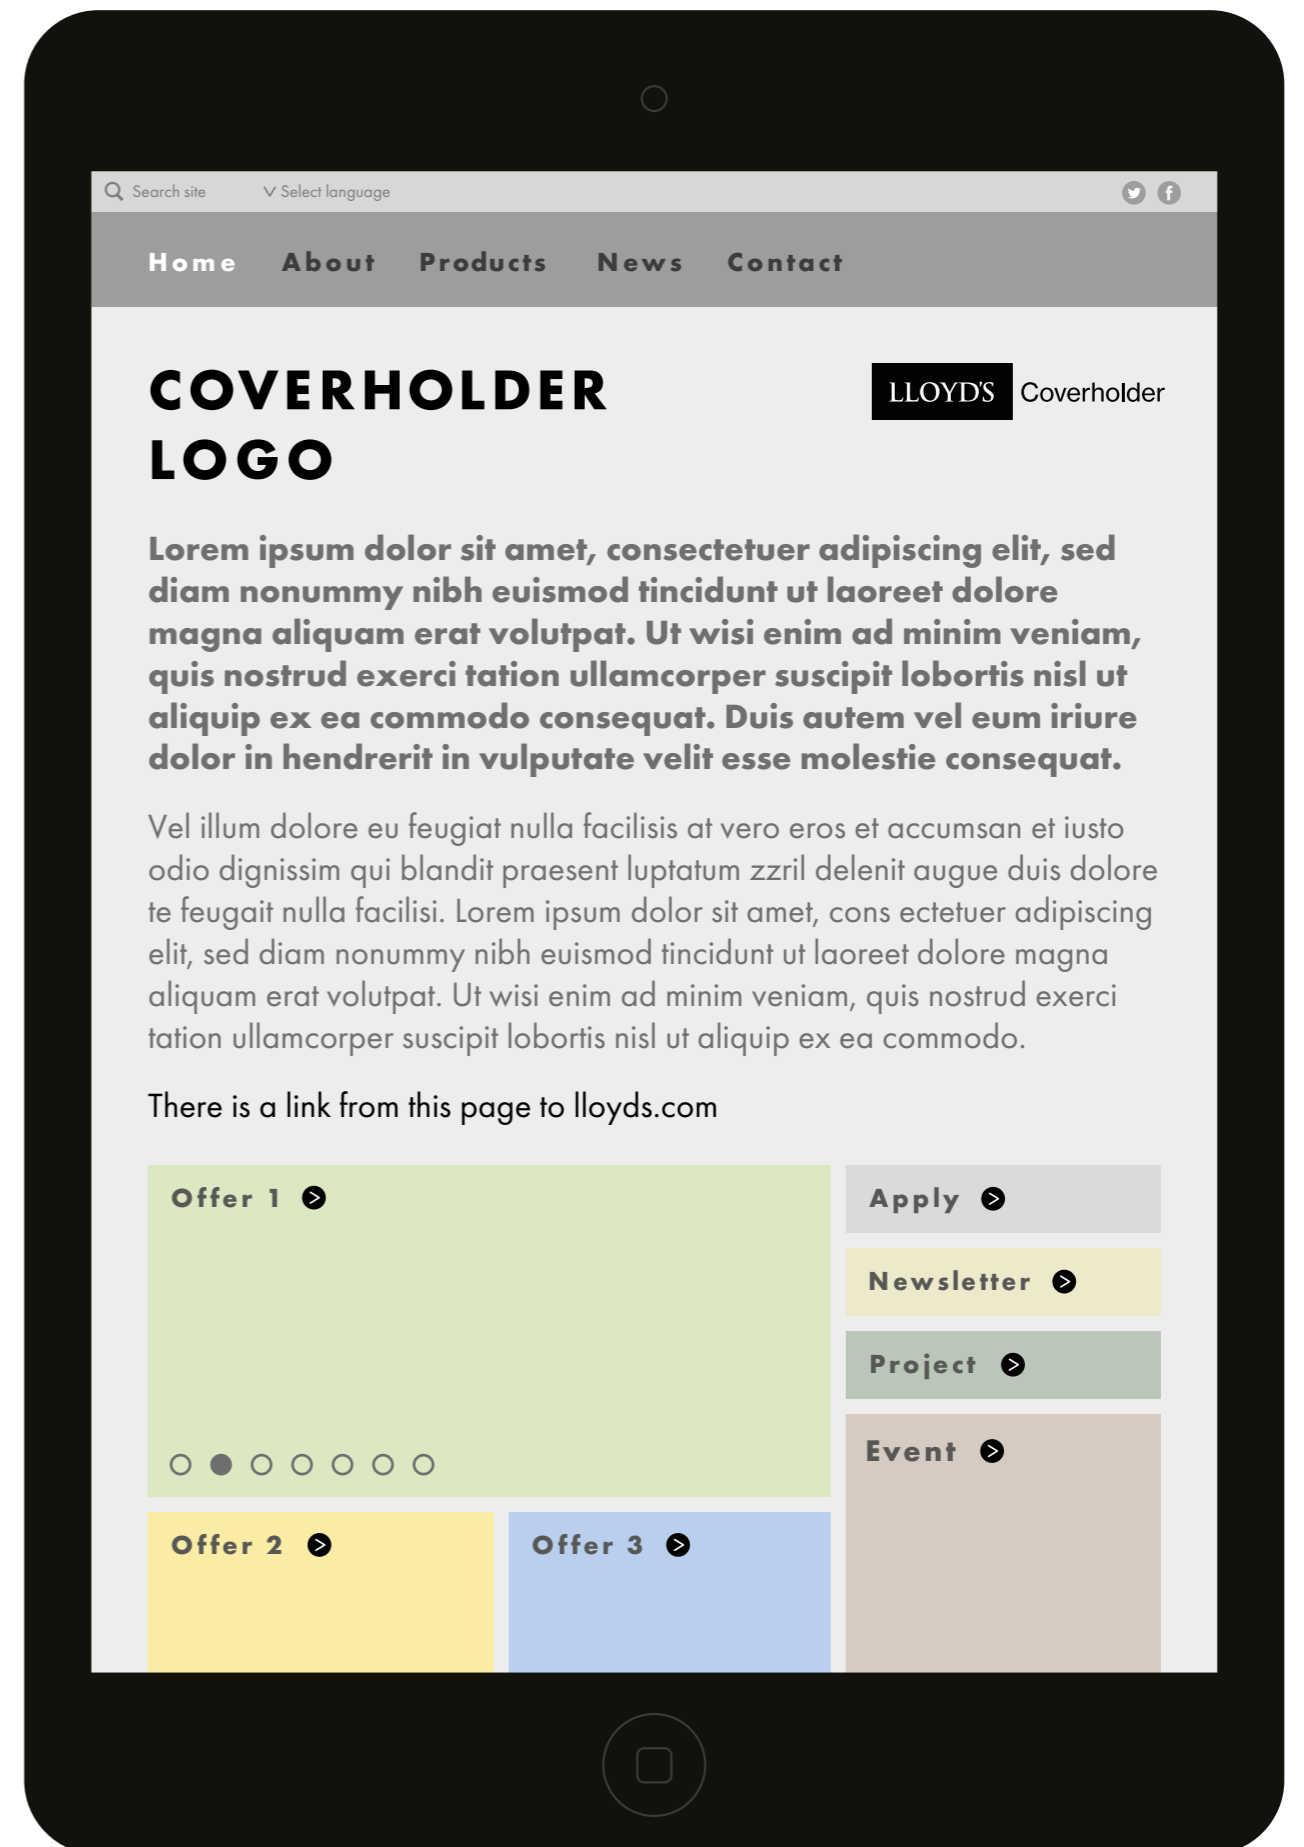 Search site
Select language
Home About Products News Contact
COVERHOLDER
LOGO
LLOYD'S Coverholder
Lorem ipsum dolor sit amet, consectetuer adipiscing elit, sed
diam nonummy nibh euismod tincidunt ut laoreet dolore
magna aliquam erat volutpat. Ut wisi enim ad minim veniam,
quis nostrud exerci tation ullamcorper suscipit lobortis nisl ut
aliquip ex ea commodo consequat. Duis autem vel eum iriure
dolor in hendrerit in vulputate velit esse molestie consequat.
Vel illum dolore eu feugiat nulla facilisis at vero eros et accumsan et iusto
odio dignissim qui blandit praesent luptatum zzril delenit augue duis dolore
te feugait nulla facilisi. Lorem ipsum dolor sit amet, cons ectetuer adipiscing
elit, sed diam nonummy nibh euismod tincidunt ut laoreet dolore magna
aliquam erat volutpat. Ut wisi enim ad minim veniam, quis nostrud exerci
tation ullamcorper suscipit lobortis nisl ut aliquip ex ea commodo.
There is a link from this page to lloyds.com
Offer 1
Apply
Newsletter
Project
Event
Offer 2
Offer 3